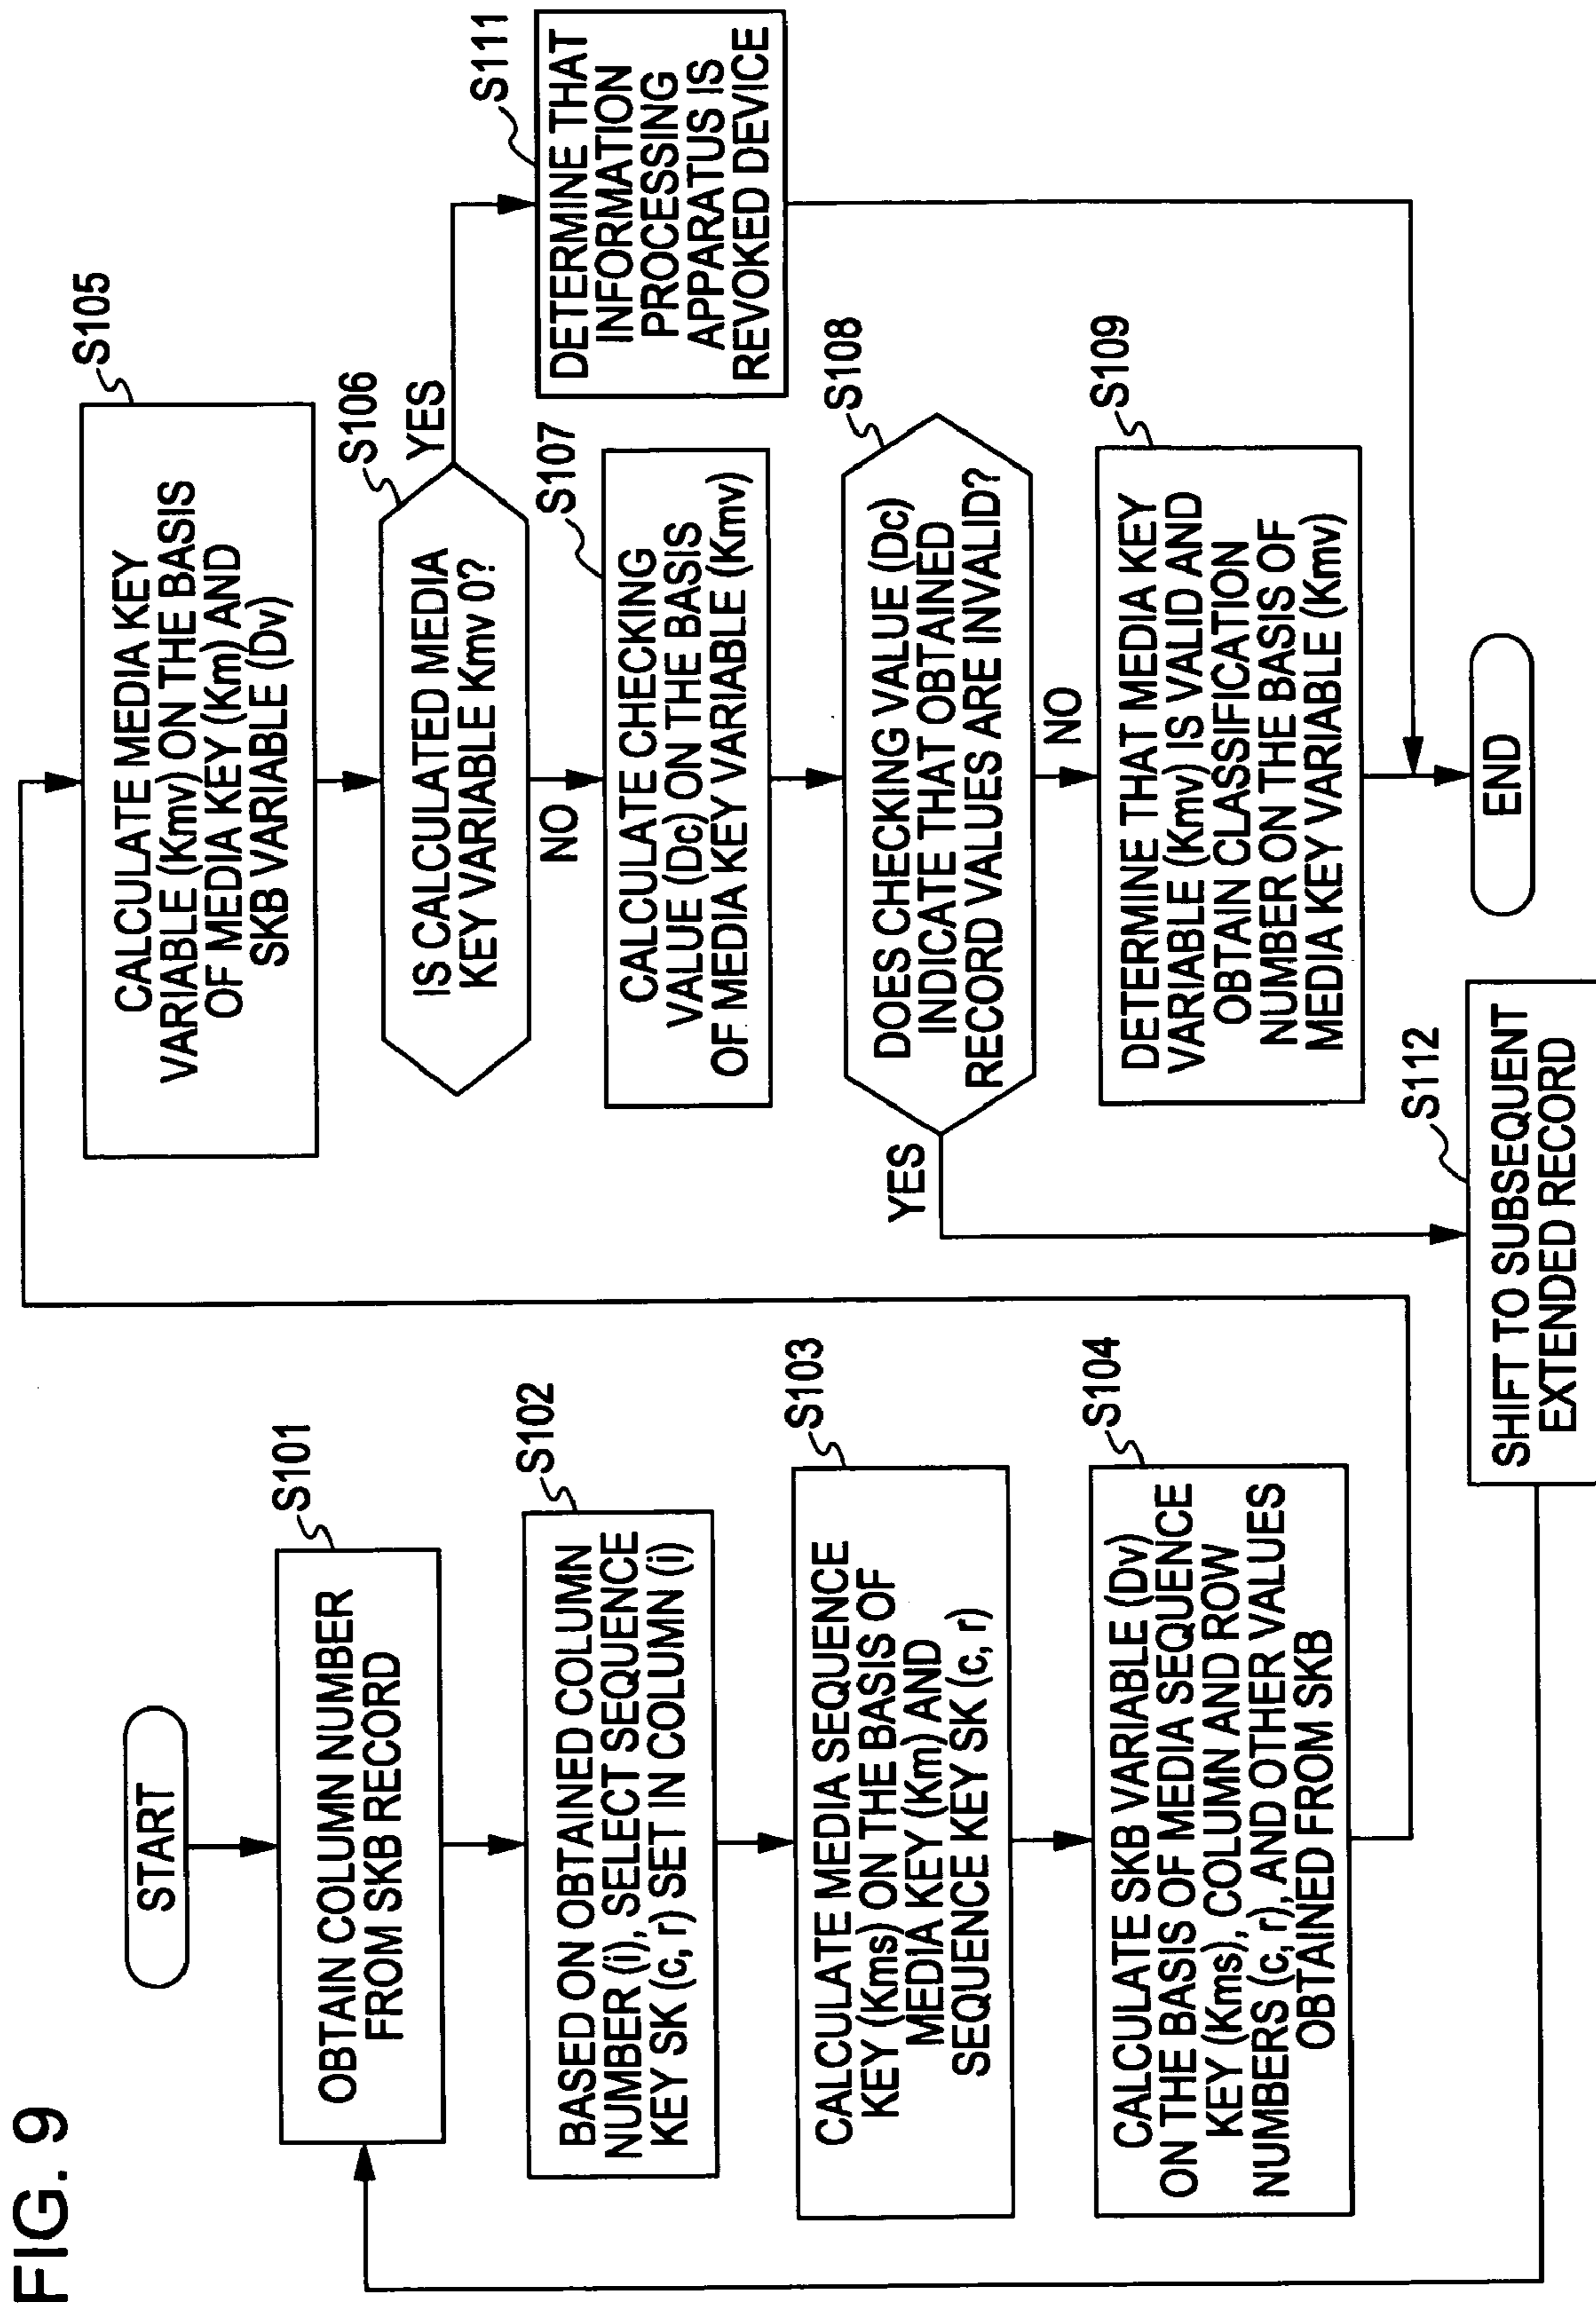 FIG. 9
START
S101
OBTAIN COLUMN NUMBER
FROM SKB RECORD
S102
BASED ON OBTAINED COLUMN
NUMBER (i), SELECT SEQUENCE
KEY SK (c, r) SET IN COLUMN (i)
S103
CALCULATE MEDIA SEQUENCE
KEY (Kms) ON THE BASIS OF
MEDIA KEY (Km) AND
SEQUENCE KEY SK (c, r)
S104
CALCULATE SKB VARIABLE (Dv)
ON THE BASIS OF MEDIA SEQUENCE
KEY (Kms), COLUMN AND ROW
NUMBERS (c, r), AND OTHER VALUES
OBTAINED FROM SKB
S105
CALCULATE MEDIA KEY
VARIABLE (Kmv) ON THE BASIS
OF MEDIA KEY (Km) AND
SKB VARIABLE (Dv)
S106
IS CALCULATED MEDIA
KEY VARIABLE Kmv 0?
YES
NO
S111
DETERMINE THAT
INFORMATION
PROCESSING
APPARATUS IS
REVOKED DEVICE
S107
CALCULATE CHECKING
VALUE (Dc) ON THE BASIS
OF MEDIA KEY VARIABLE (Kmv)
S108
DOES CHECKING VALUE (Dc)
INDICATE THAT OBTAINED
RECORD VALUES ARE INVALID?
YES
NO
S109
DETERMINE THAT MEDIA KEY
VARIABLE (Kmv) IS VALID AND
OBTAIN CLASSIFICATION
NUMBER ON THE BASIS OF
MEDIA KEY VARIABLE (Kmv)
S112
SHIFT TO SUBSEQUENT
EXTENDED RECORD
END